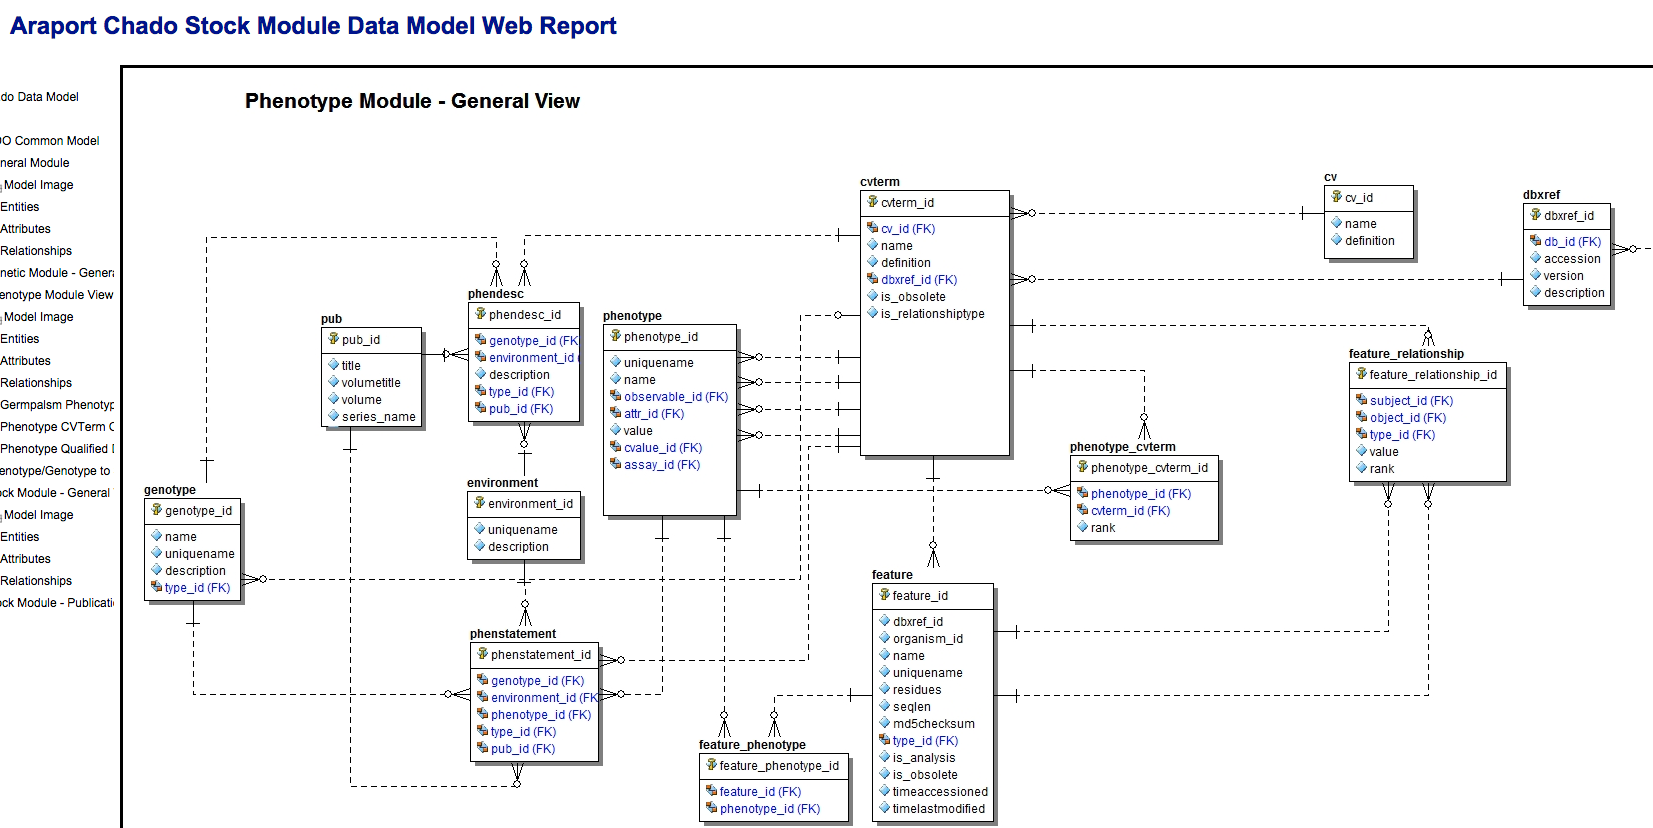 Araport Chado Stock Module Data Model Web Report
do Data Model
O Common Model
neral Module
Model Image
Entities
Attributes
Relationships
netic Module - Genera
enotype Module View
Model Image
Entities
Attributes
Relationships
Germpalsm Phenotyp
Phenotype CVTerm C
Phenotype Qualified D
enotype/Genotype to
ock Module - General
Model Image
Entities
Attributes
Relationships
ock Module - Publicati
Phenotype Module - General View
cvterm
cvterm_id
cv_id (FK)
name
definition
dbxref_id (FK)
is_obsolete
is_relationshiptype
cv
cv_id
name
definition
dbxref
dbxref_id
db_id (FK)
accession
version
description
phendesc
phendesc_id
genotype_id (FK
environment_id (
description
type_id (FK)
pub_id (FK)
pub
pub_id
title
volumetitle
volume
series_name
phenotype
phenotype_id
uniquename
name
observable_id (FK)
attr_id (FK)
value
cvalue_id (FK)
assay_id (FK)
feature_relationship
feature_relationship_id
subject_id (FK)
object_id (FK)
type_id (FK)
value
rank
phenotype_cvterm
phenotype_cvterm_id
phenotype_id (FK)
cvterm_id (FK)
rank
genotype
genotype_id
name
uniquename
description
type_id (FK)
environment
environment_id
uniquename
description
feature
feature_id
dbxref_id
organism_id
name
uniquename
residues
seqlen
md5checksum
type_id (FK)
is_analysis
is_obsolete
timeaccessioned
timelastmodified
phenstatement
phenstatement_id
genotype_id (FK)
environment_id (FK
phenotype_id (FK)
type_id (FK)
pub_id (FK)
feature_phenotype
feature_phenotype_id
feature_id (FK)
phenotype_id (FK)